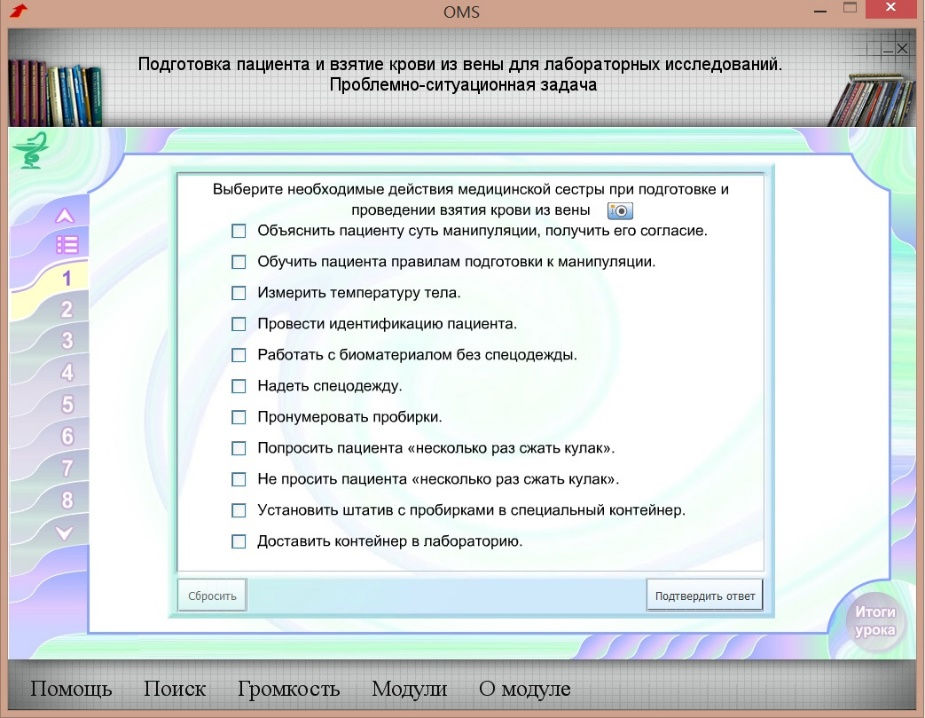 OMS
Подготовка пациента и взятие крови из вены для лабораторных исследований.
Проблемно-ситуационная задача
Выберите необходимые действия медицинской сестры при подготовке и
проведении взятия крови из вены
Объяснить пациенту суть манипуляции, получить его согласие.
Обучить пациента правилам подготовки к манипуляции.
Измерить температуру тела.
Провести идентификацию пациента.
Работать с биоматериалом без спецодежды.
Надеть спецодежду.
Пронумеровать пробирки.
Попросить пациента «несколько раз сжать кулак».
Не просить пациента «несколько раз сжать кулак».
Установить штатив с пробирками в специальный контейнер.
Доставить контейнер в лабораторию.
1
2
3
4
5
6
7
8
Сбросить
Подтвердить ответ
Итоги
урока
Помощь Поиск Громкость Модули О модуле